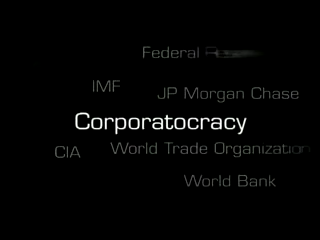 Federal
IMF
JP Morgan Chase
Corporatocracy
CIA
World Trade Organization
World Bank